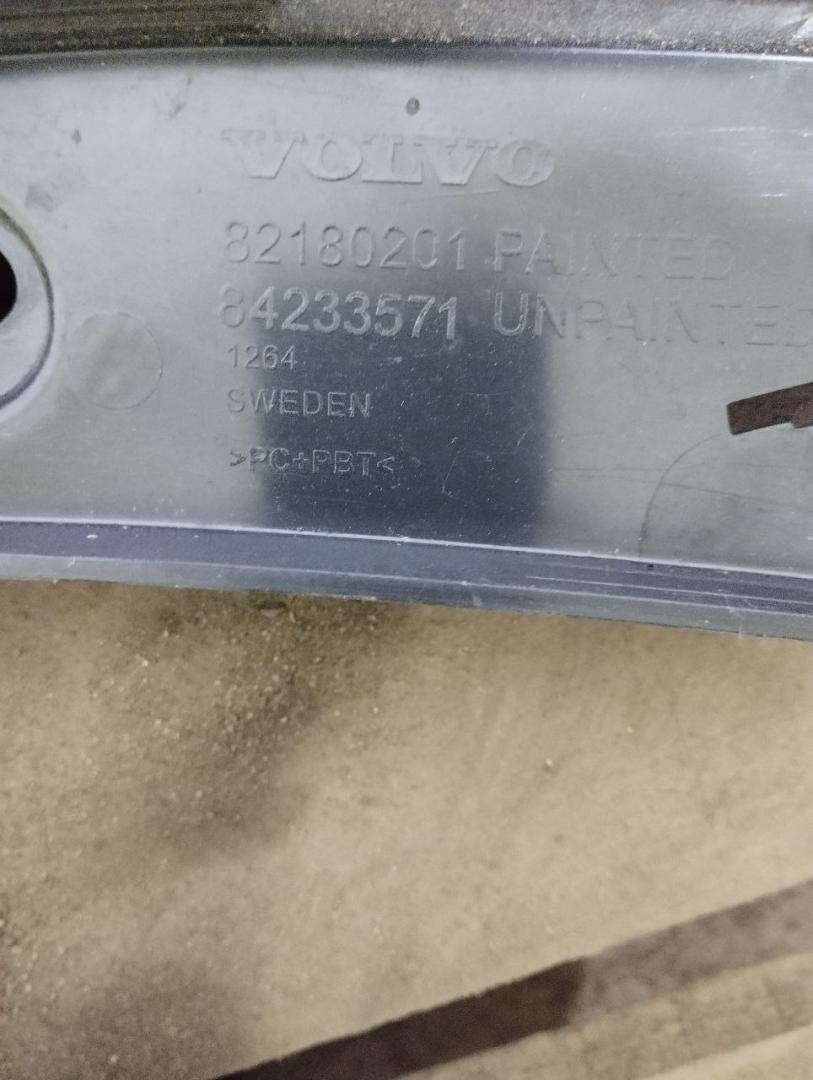 VOLVO
82180201 PAINTED
84233571 UNPAINTED
1264
SWEDEN
>PC+PBT<